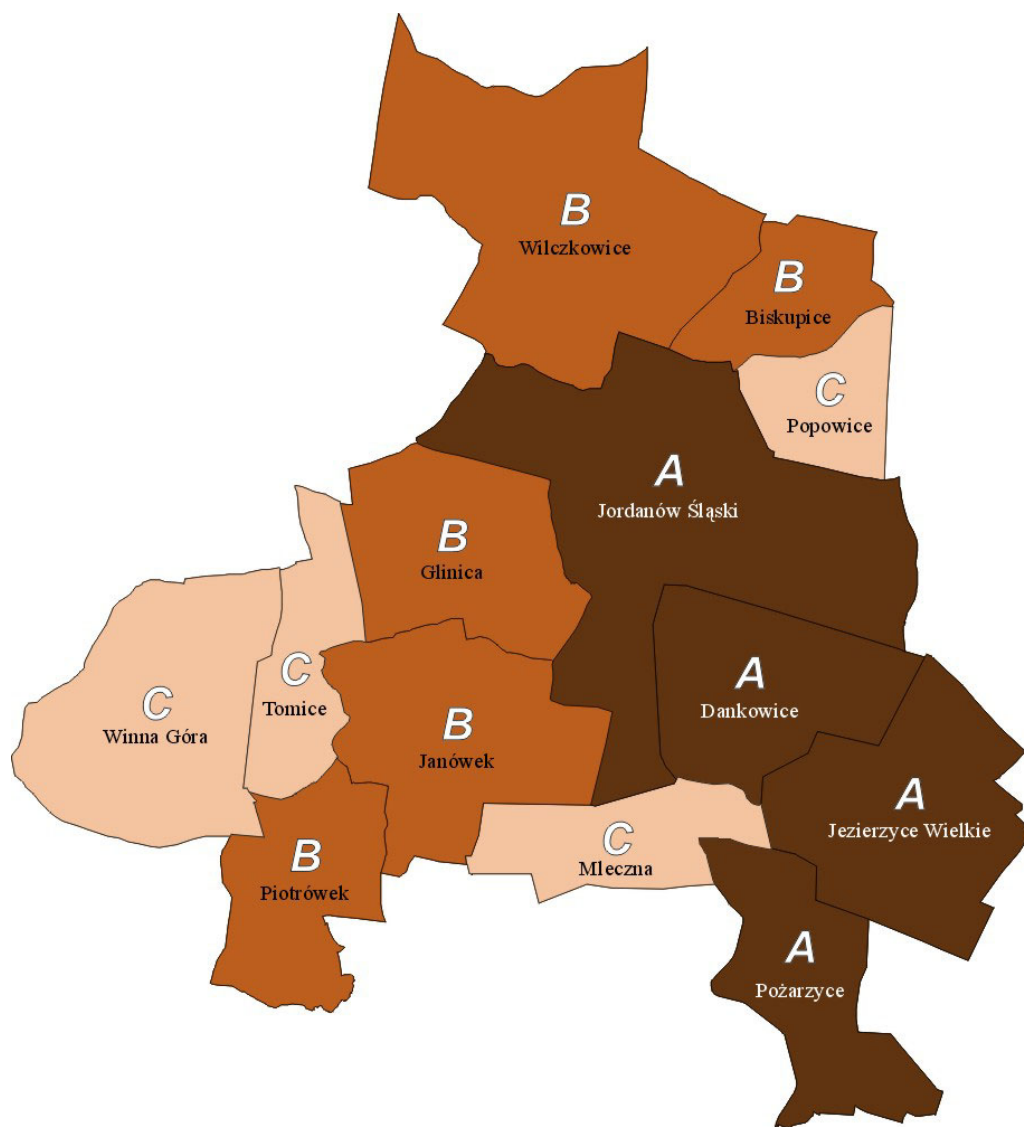 B
Wilczkowice
B
Biskupice
C
Popowice
A
Jordanów Śląski
B
Glinica
C
Tomice
A
Dankowice
C
Winna Góra
B
Janówek
A
Jezierzyce Wielkie
B
Piotrówek
C
Mleczna
A
Pożarzyce